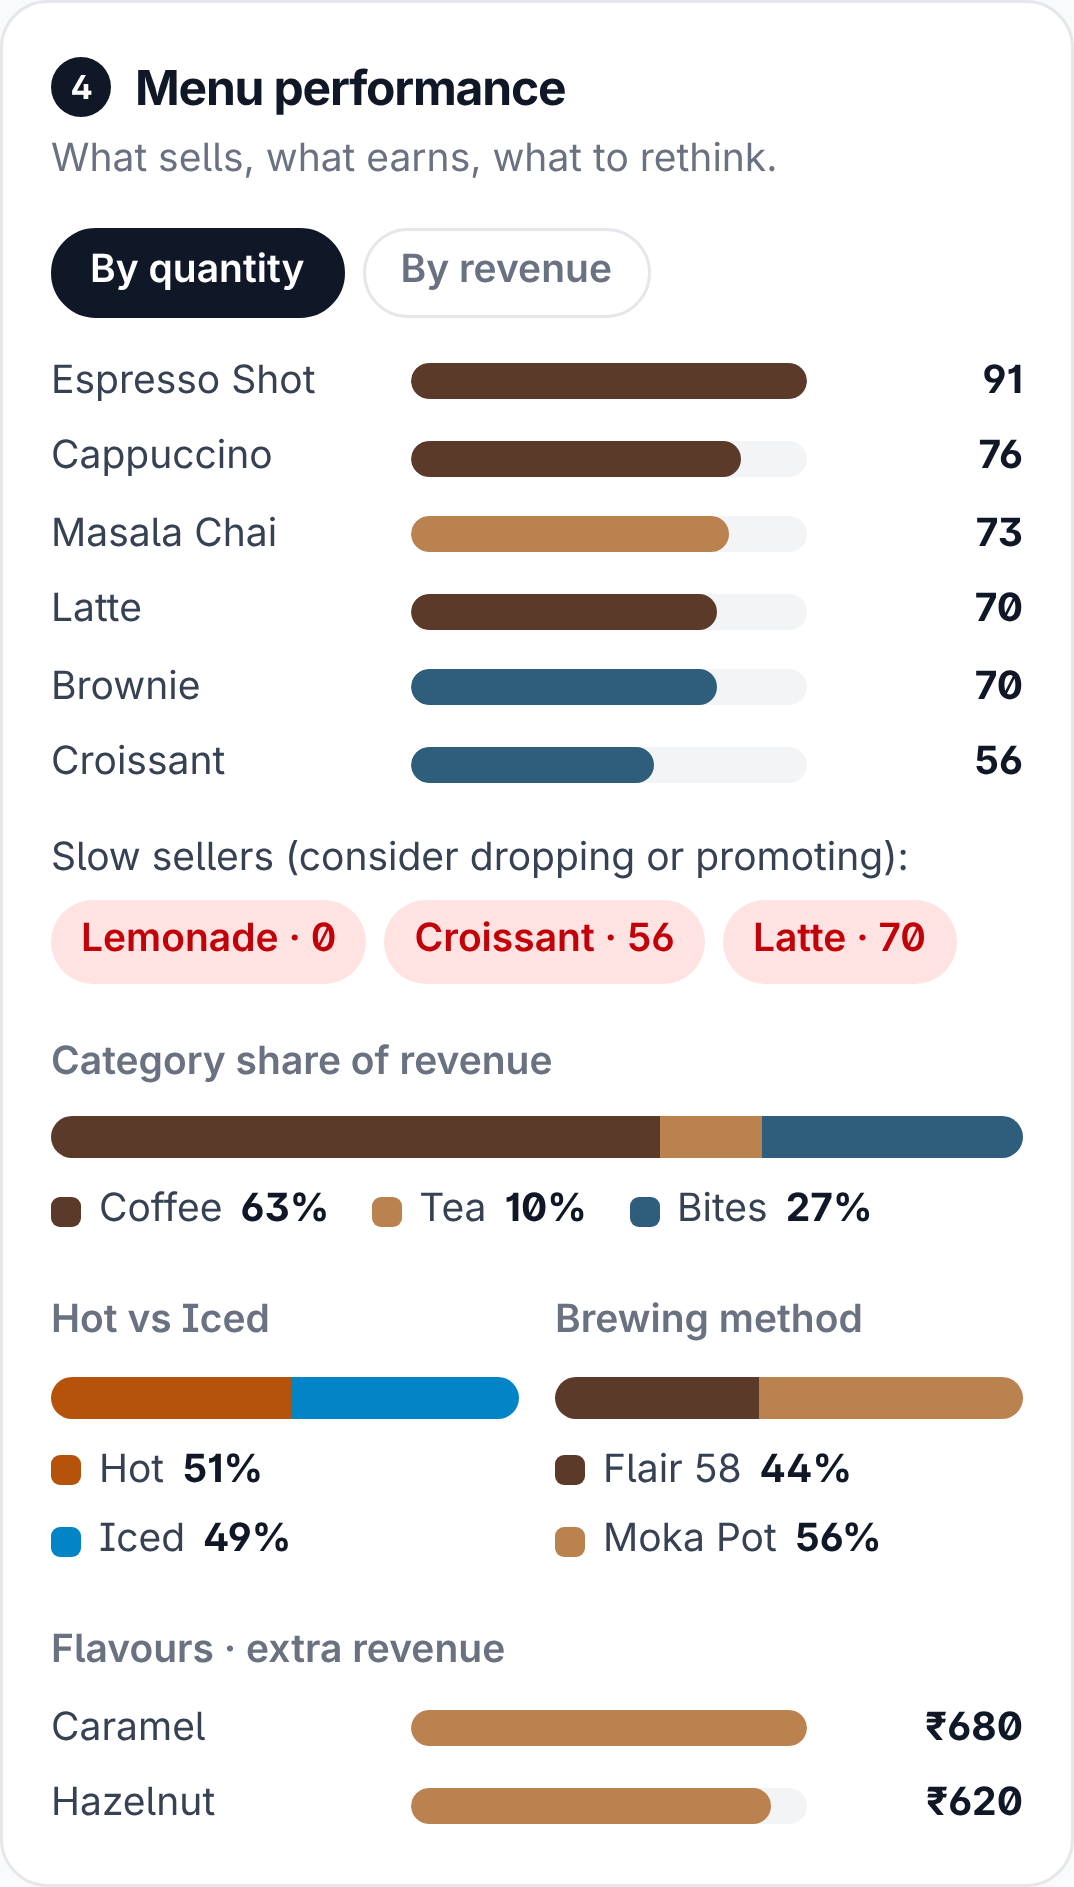 4 Menu performance
What sells, what earns, what to rethink.
By quantity By revenue
Espresso Shot 91
Cappuccino 76
Masala Chai 73
Latte 70
Brownie 70
Croissant 56
Slow sellers (consider dropping or promoting):
Lemonade · 0 Croissant · 56 Latte · 70
Category share of revenue
Coffee 63% Tea 10% Bites 27%
Hot vs Iced
Hot 51%
Iced 49%
Brewing method
Flair 58 44%
Moka Pot 56%
Flavours · extra revenue
Caramel ₹680
Hazelnut ₹620